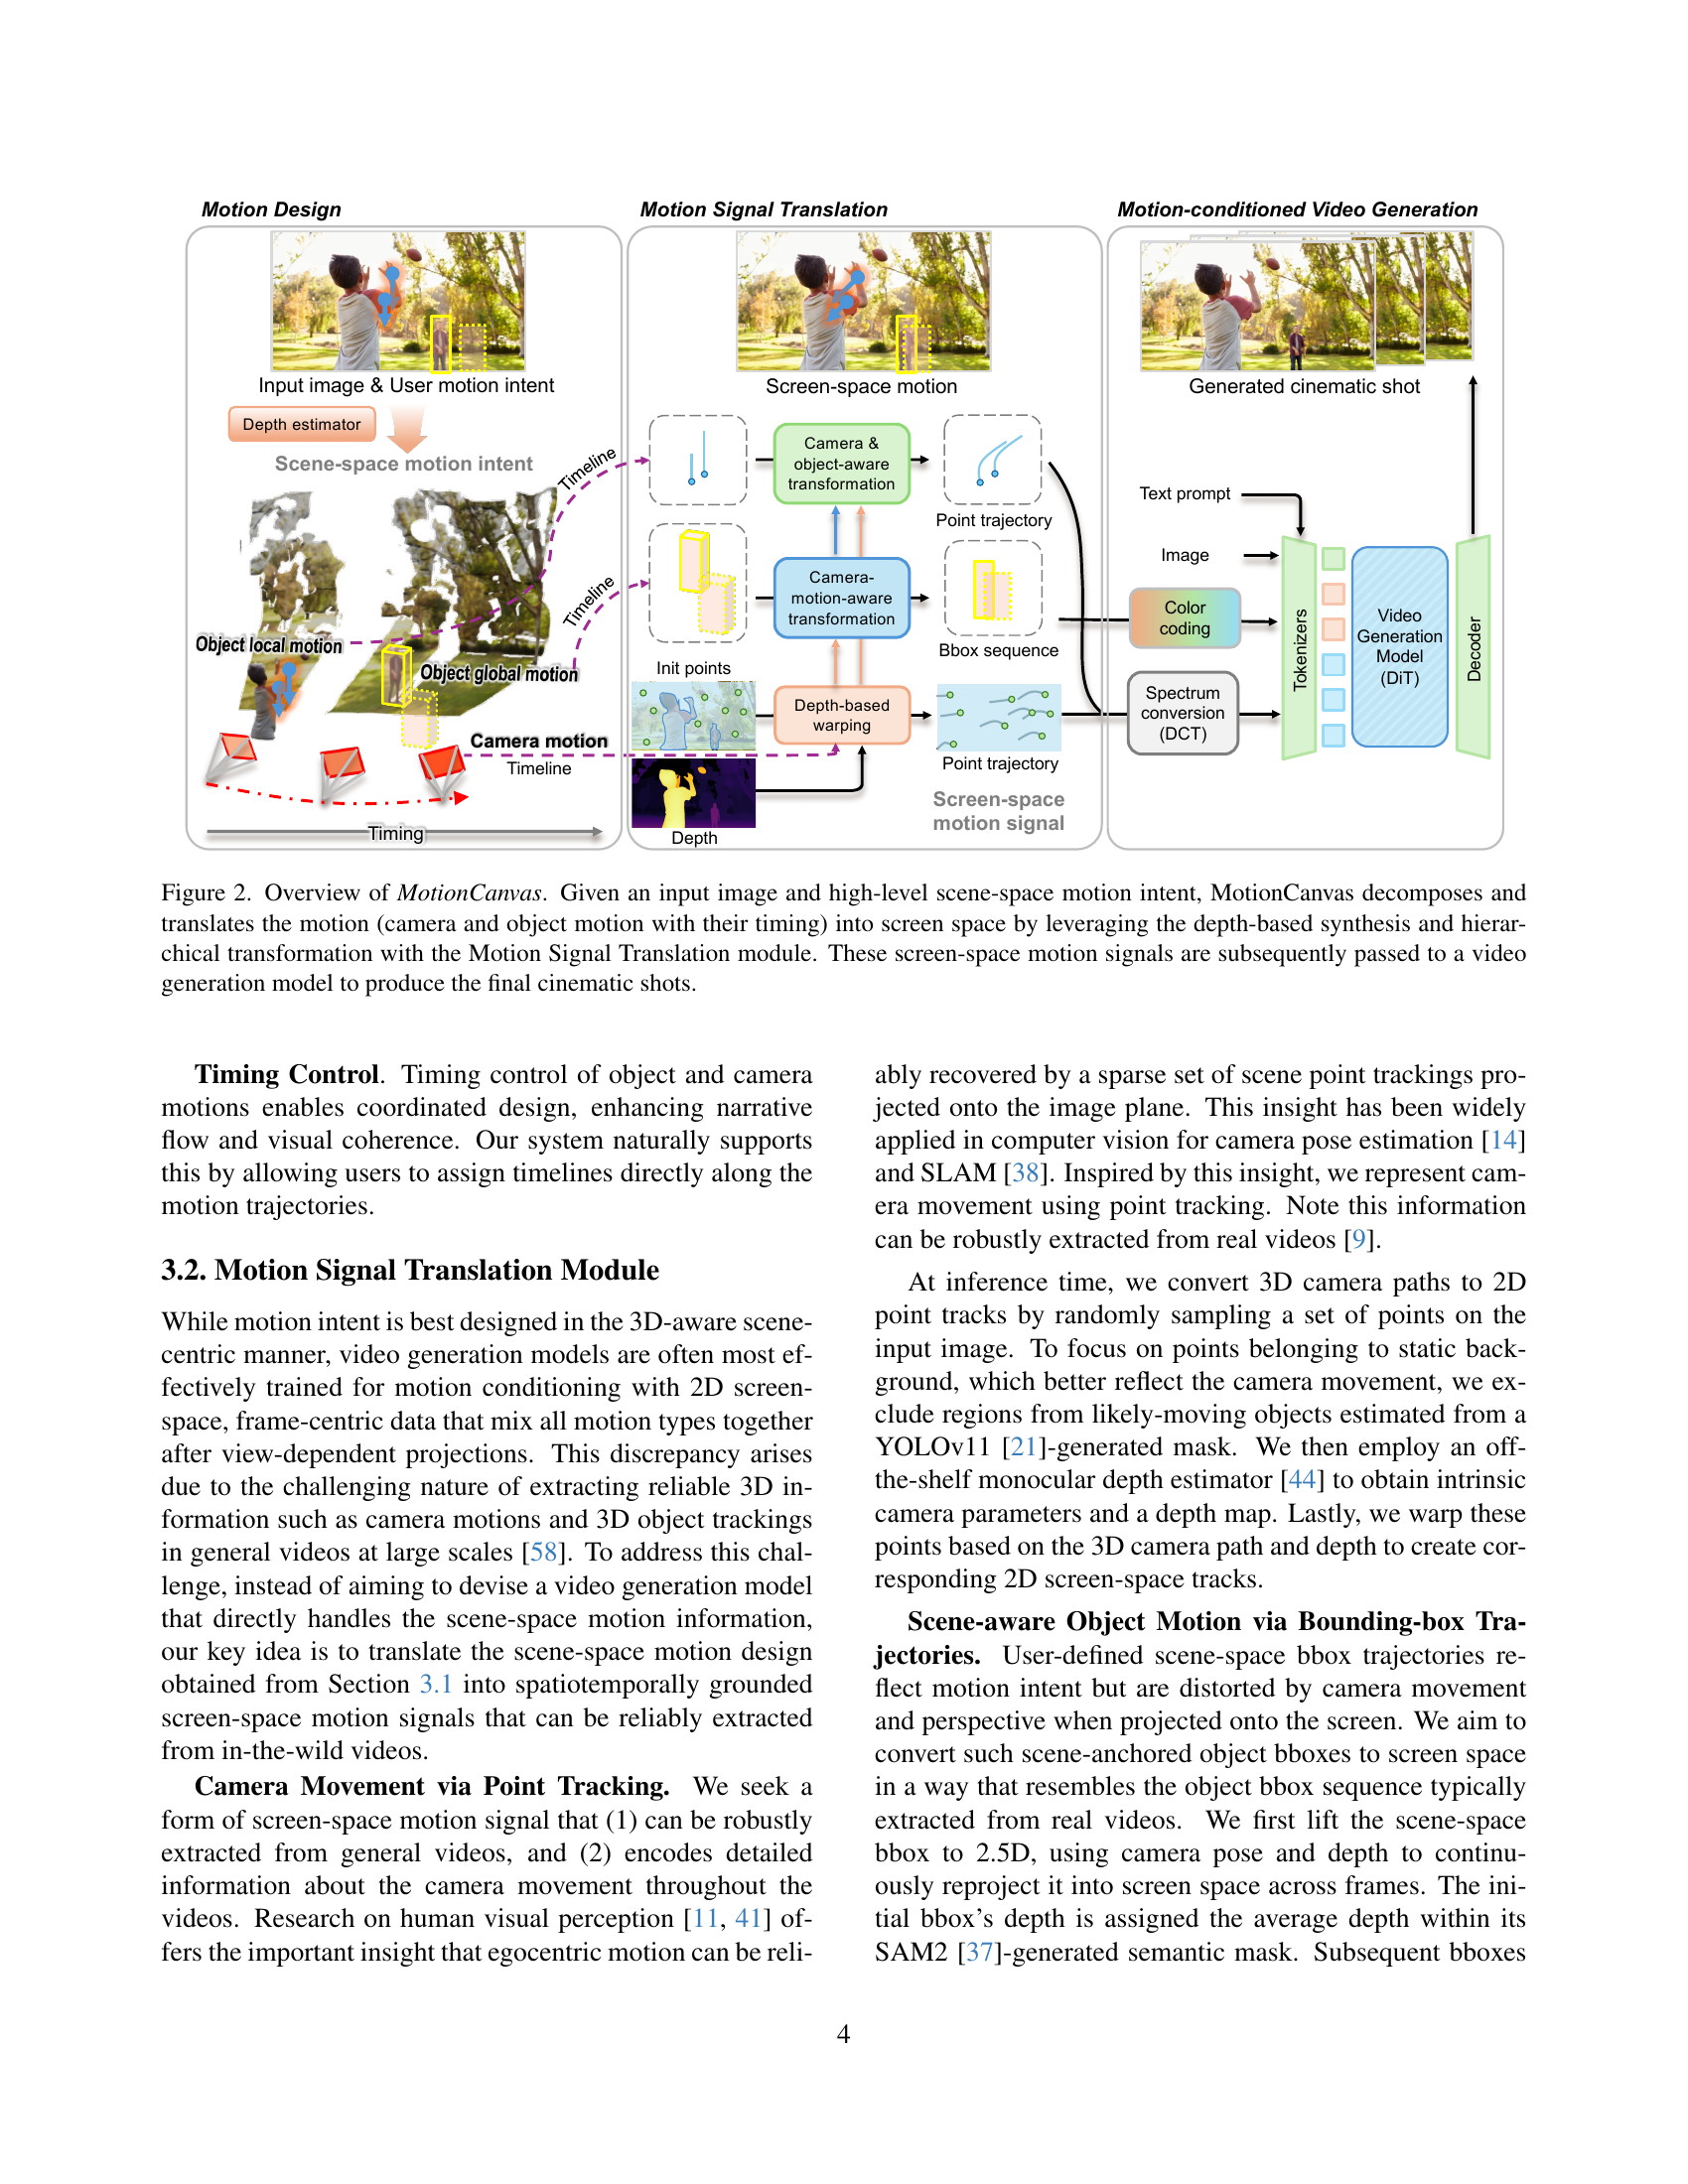 Motion Design
Motion Signal Translation
Motion-conditioned Video Generation
Input image & User motion intent
Depth estimator
Scene-space motion intent
Object local motion
Object global motion
Camera motion
Timeline
Timing
Timeline
Timeline
Screen-space motion
Camera &
object-aware
transformation
Point trajectory
Camera-
motion-aware
transformation
Bbox sequence
Init points
Depth-based
warping
Point trajectory
Depth
Screen-space
motion signal
Generated cinematic shot
Text prompt
Image
Color
coding
Spectrum
conversion
(DCT)
Tokenizers
Video
Generation
Model
(DiT)
Decoder
Figure 2. Overview of MotionCanvas. Given an input image and high-level scene-space motion intent, MotionCanvas decomposes and
translates the motion (camera and object motion with their timing) into screen space by leveraging the depth-based synthesis and hierar-
chical transformation with the Motion Signal Translation module. These screen-space motion signals are subsequently passed to a video
generation model to produce the final cinematic shots.
Timing Control. Timing control of object and camera
motions enables coordinated design, enhancing narrative
flow and visual coherence. Our system naturally supports
this by allowing users to assign timelines directly along the
motion trajectories.
3.2. Motion Signal Translation Module
While motion intent is best designed in the 3D-aware scene-
centric manner, video generation models are often most ef-
fectively trained for motion conditioning with 2D screen-
space, frame-centric data that mix all motion types together
after view-dependent projections. This discrepancy arises
due to the challenging nature of extracting reliable 3D in-
formation such as camera motions and 3D object trackings
in general videos at large scales [58]. To address this chal-
lenge, instead of aiming to devise a video generation model
that directly handles the scene-space motion information,
our key idea is to translate the scene-space motion design
obtained from Section 3.1 into spatiotemporally grounded
screen-space motion signals that can be reliably extracted
from in-the-wild videos.
Camera Movement via Point Tracking. We seek a
form of screen-space motion signal that (1) can be robustly
extracted from general videos, and (2) encodes detailed
information about the camera movement throughout the
videos. Research on human visual perception [11, 41] of-
fers the important insight that egocentric motion can be reli-
ably recovered by a sparse set of scene point trackings pro-
jected onto the image plane. This insight has been widely
applied in computer vision for camera pose estimation [14]
and SLAM [38]. Inspired by this insight, we represent cam-
era movement using point tracking. Note this information
can be robustly extracted from real videos [9].
At inference time, we convert 3D camera paths to 2D
point tracks by randomly sampling a set of points on the
input image. To focus on points belonging to static back-
ground, which better reflect the camera movement, we ex-
clude regions from likely-moving objects estimated from a
YOLOv11 [21]-generated mask. We then employ an off-
the-shelf monocular depth estimator [44] to obtain intrinsic
camera parameters and a depth map. Lastly, we warp these
points based on the 3D camera path and depth to create cor-
responding 2D screen-space tracks.
Scene-aware Object Motion via Bounding-box Tra-
jectories. User-defined scene-space bbox trajectories re-
flect motion intent but are distorted by camera movement
and perspective when projected onto the screen. We aim to
convert such scene-anchored object bboxes to screen space
in a way that resembles the object bbox sequence typically
extracted from real videos. We first lift the scene-space
bbox to 2.5D, using camera pose and depth to continu-
ously reproject it into screen space across frames. The ini-
tial bbox's depth is assigned the average depth within its
SAM2 [37]-generated semantic mask. Subsequent bboxes
4